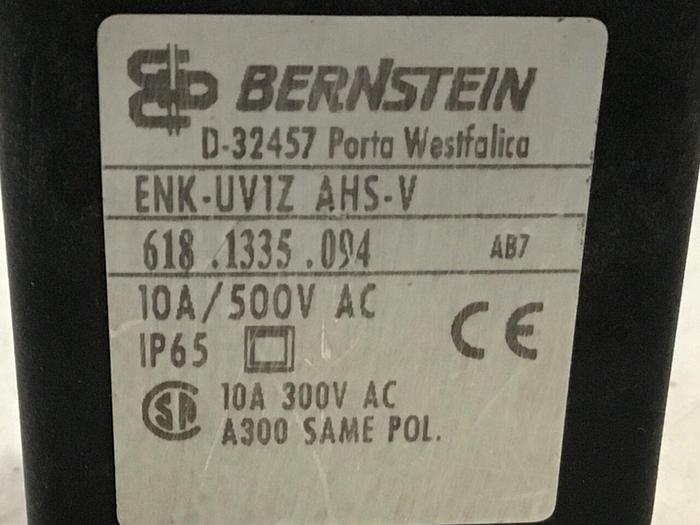 BERNSTEIN
D-32457 Porta Westfalica
ENK-UV1Z AHS-V
618.1335.094 AB7
10A/500V AC
IP65 CE
SA 10A 300V AC
A300 SAME POL.